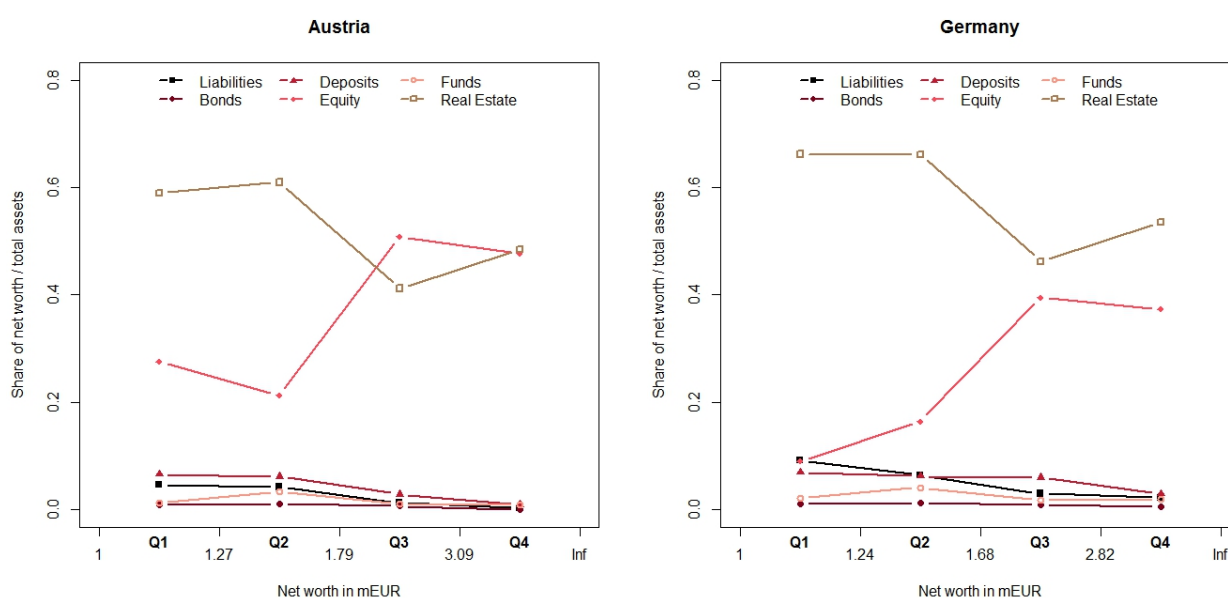 Austria
Liabilities Deposits Funds
Bonds Equity Real Estate
Share of net worth / total assets
0.8
0.6
0.4
0.2
0.0
Q1 Q2 Q3 Q4
1 1.27 1.79 3.09 Inf
Net worth in mEUR
Germany
Liabilities Deposits Funds
Bonds Equity Real Estate
Share of net worth / total assets
0.8
0.6
0.4
0.2
0.0
Q1 Q2 Q3 Q4
1 1.24 1.68 2.82 Inf
Net worth in mEUR